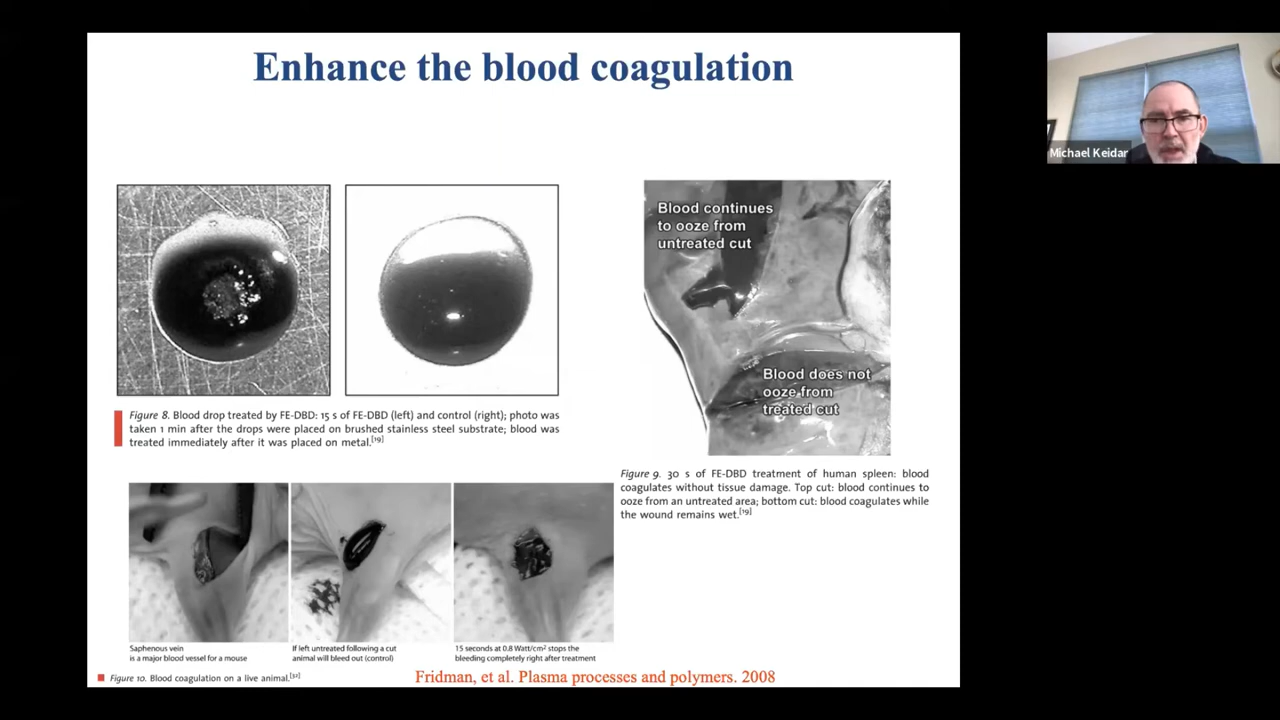 Enhance the blood coagulation
Michael Keidar
Blood continues
to ooze from
untreated cut
Blood does not
ooze from
treated cut
Figure 8. Blood drop treated by FE-DBD: 15 s of FE-DBD (left) and control (right); photo was
taken 1 min after the drops were placed on brushed stainless steel substrate; blood was
treated immediately after it was placed on metal.[19]
Figure 9. 30 s of FE-DBD treatment of human spleen: blood
coagulates without tissue damage. Top cut: blood continues to
ooze from an untreated area; bottom cut: blood coagulates while
the wound remains wet.[19]
Saphenous vein
is a major blood vessel for a mouse
If left untreated following a cut
animal will bleed out (control)
15 seconds at 0.8 Watt/cm² stops the
bleeding completely right after treatment
Figure 10. Blood coagulation on a live animal.[32]
Fridman, et al. Plasma processes and polymers. 2008